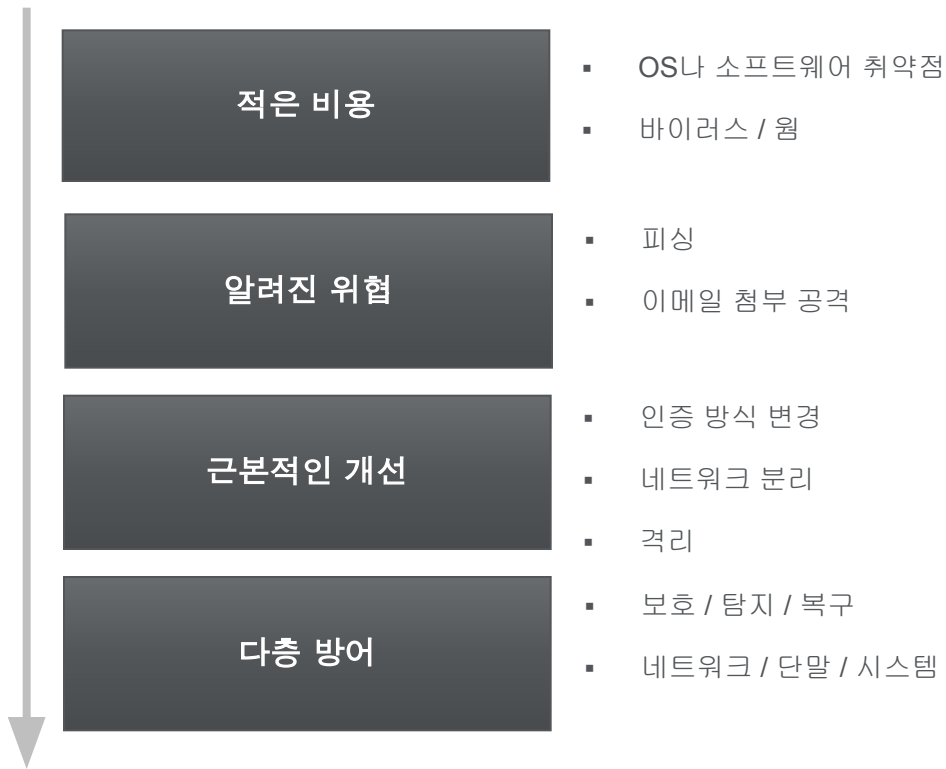 적은 비용
OS나 소프트웨어 취약점
바이러스 / 웜
알려진 위협
피싱
이메일 첨부 공격
근본적인 개선
인증 방식 변경
네트워크 분리
격리
다층 방어
보호 / 탐지 / 복구
네트워크 / 단말 / 시스템